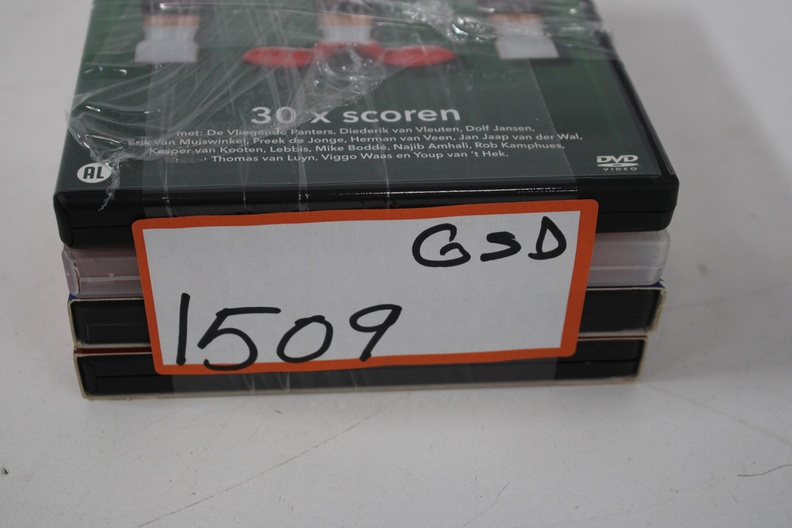 30 x scoren
met: De Vliegende Panters, Diederik van Vleuten, Dolf Jansen,
Erik van Muiswinkel, Freek de Jonge, Herman van Veen, Jan Jaap van der Wal,
Kasper van Kooten, Lebbis, Mike Boddé, Najib Amhali, Rob Kamphues,
Thomas van Luyn, Viggo Waas en Youp van 't Hek.
AL
DVD
VIDEO
GSD
1509